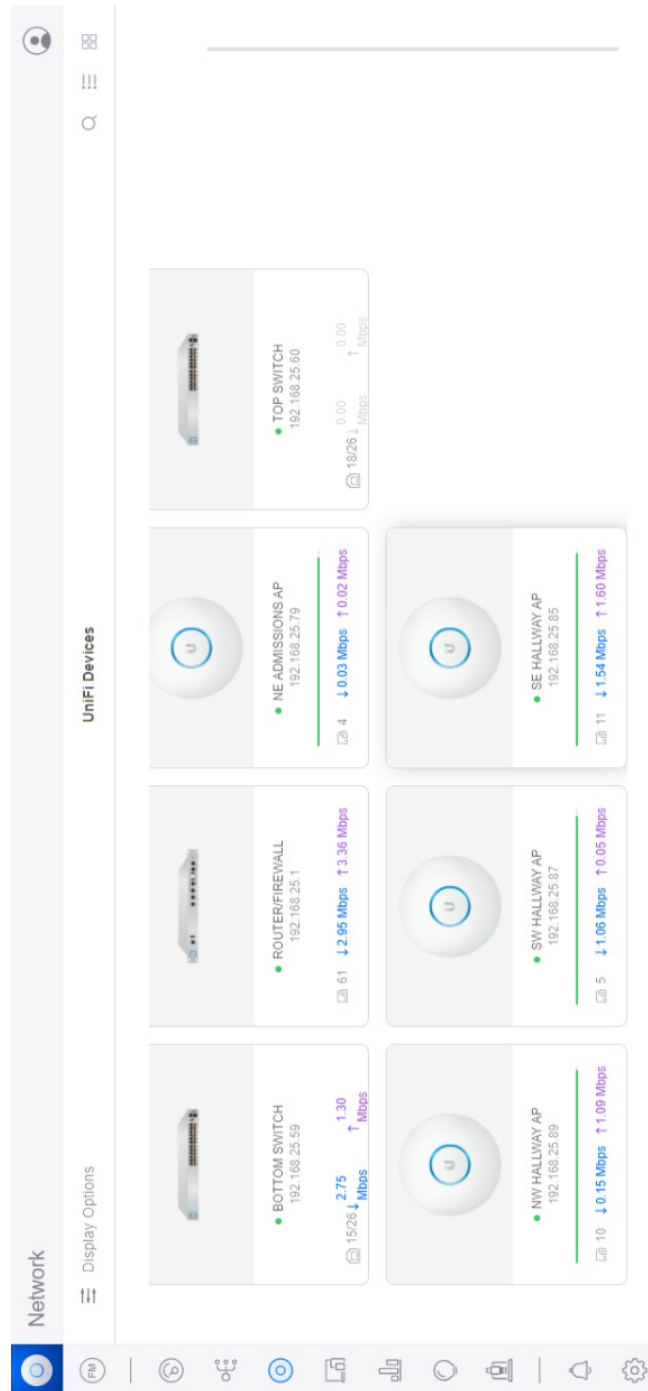 Network
FM
Display Options
UniFi Devices
BOTTOM SWITCH
192.168.25.59
15/26 ↓ 2.75 Mbps ↑ 1.30 Mbps
ROUTER/FIREWALL
192.168.25.1
61 ↓ 2.95 Mbps ↑ 3.36 Mbps
NE ADMISSIONS AP
192.168.25.79
4 ↓ 0.03 Mbps ↑ 0.02 Mbps
TOP SWITCH
192.168.25.60
18/26 ↓ 0.00 Mbps ↑ 0.00 Mbps
NW HALLWAY AP
192.168.25.89
10 ↓ 0.15 Mbps ↑ 1.09 Mbps
SW HALLWAY AP
192.168.25.87
5 ↓ 1.06 Mbps ↑ 0.05 Mbps
SE HALLWAY AP
192.168.25.85
11 ↓ 1.54 Mbps ↑ 1.60 Mbps